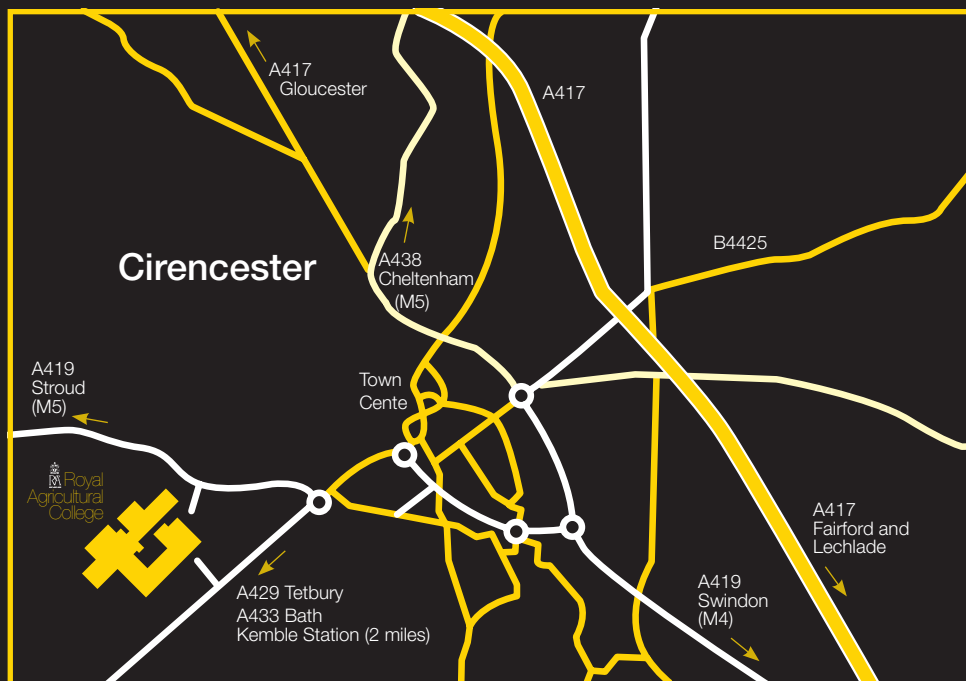 A417
Gloucester
A417
B4425
Cirencester
A438
Cheltenham
(M5)
A419
Stroud
(M5)
Town
Cente
Royal
Agricultural
College
A417
Fairford and
Lechlade
A419
Swindon
(M4)
A429 Tetbury
A433 Bath
Kemble Station (2 miles)